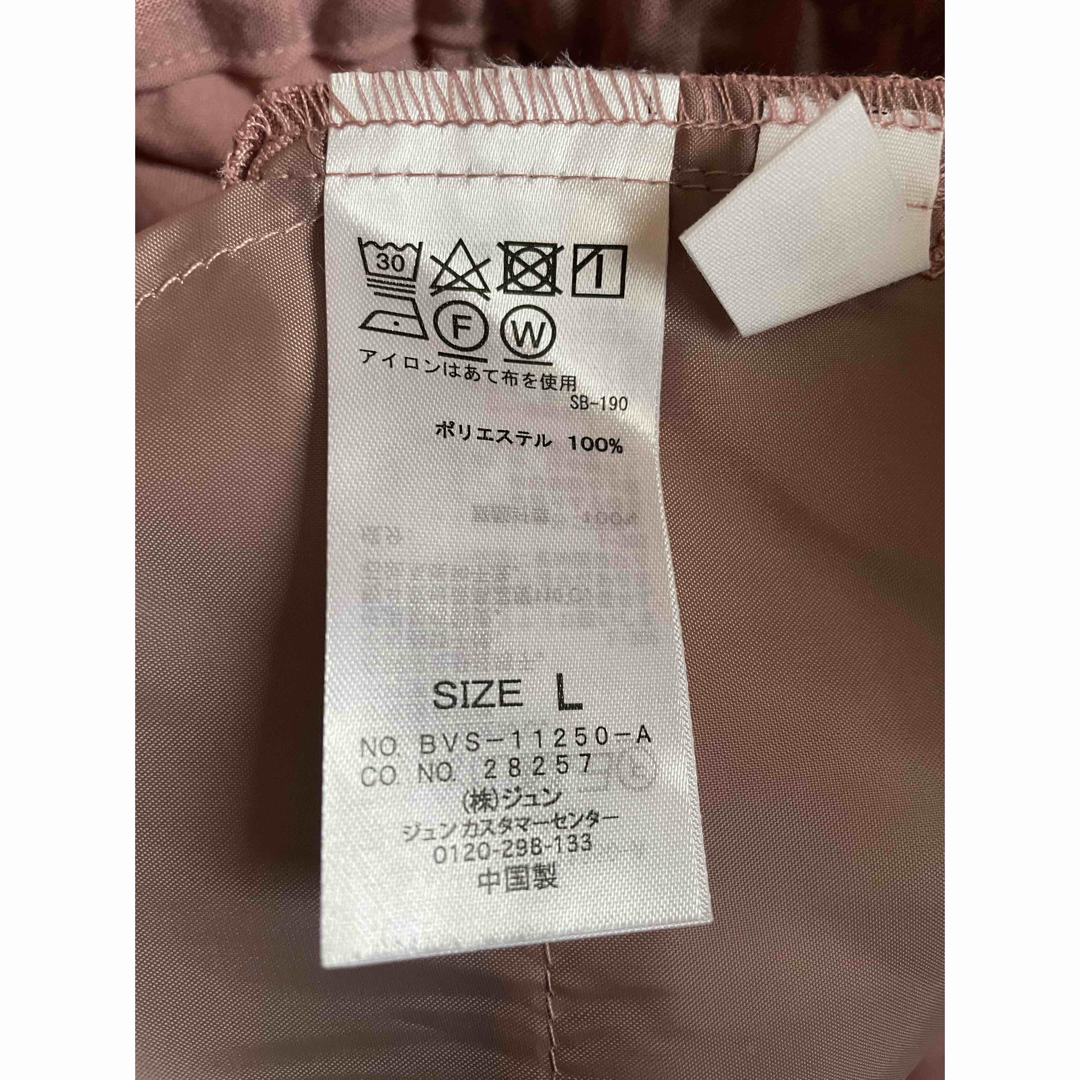 30
F W
アイロンはあて布を使用
SB-190
ポリエステル 100%
SIZE L
NO. BVS-11250-A
CO. NO. 28257
(株)ジュン
ジュンカスタマーセンター
0120-298-133
中国製